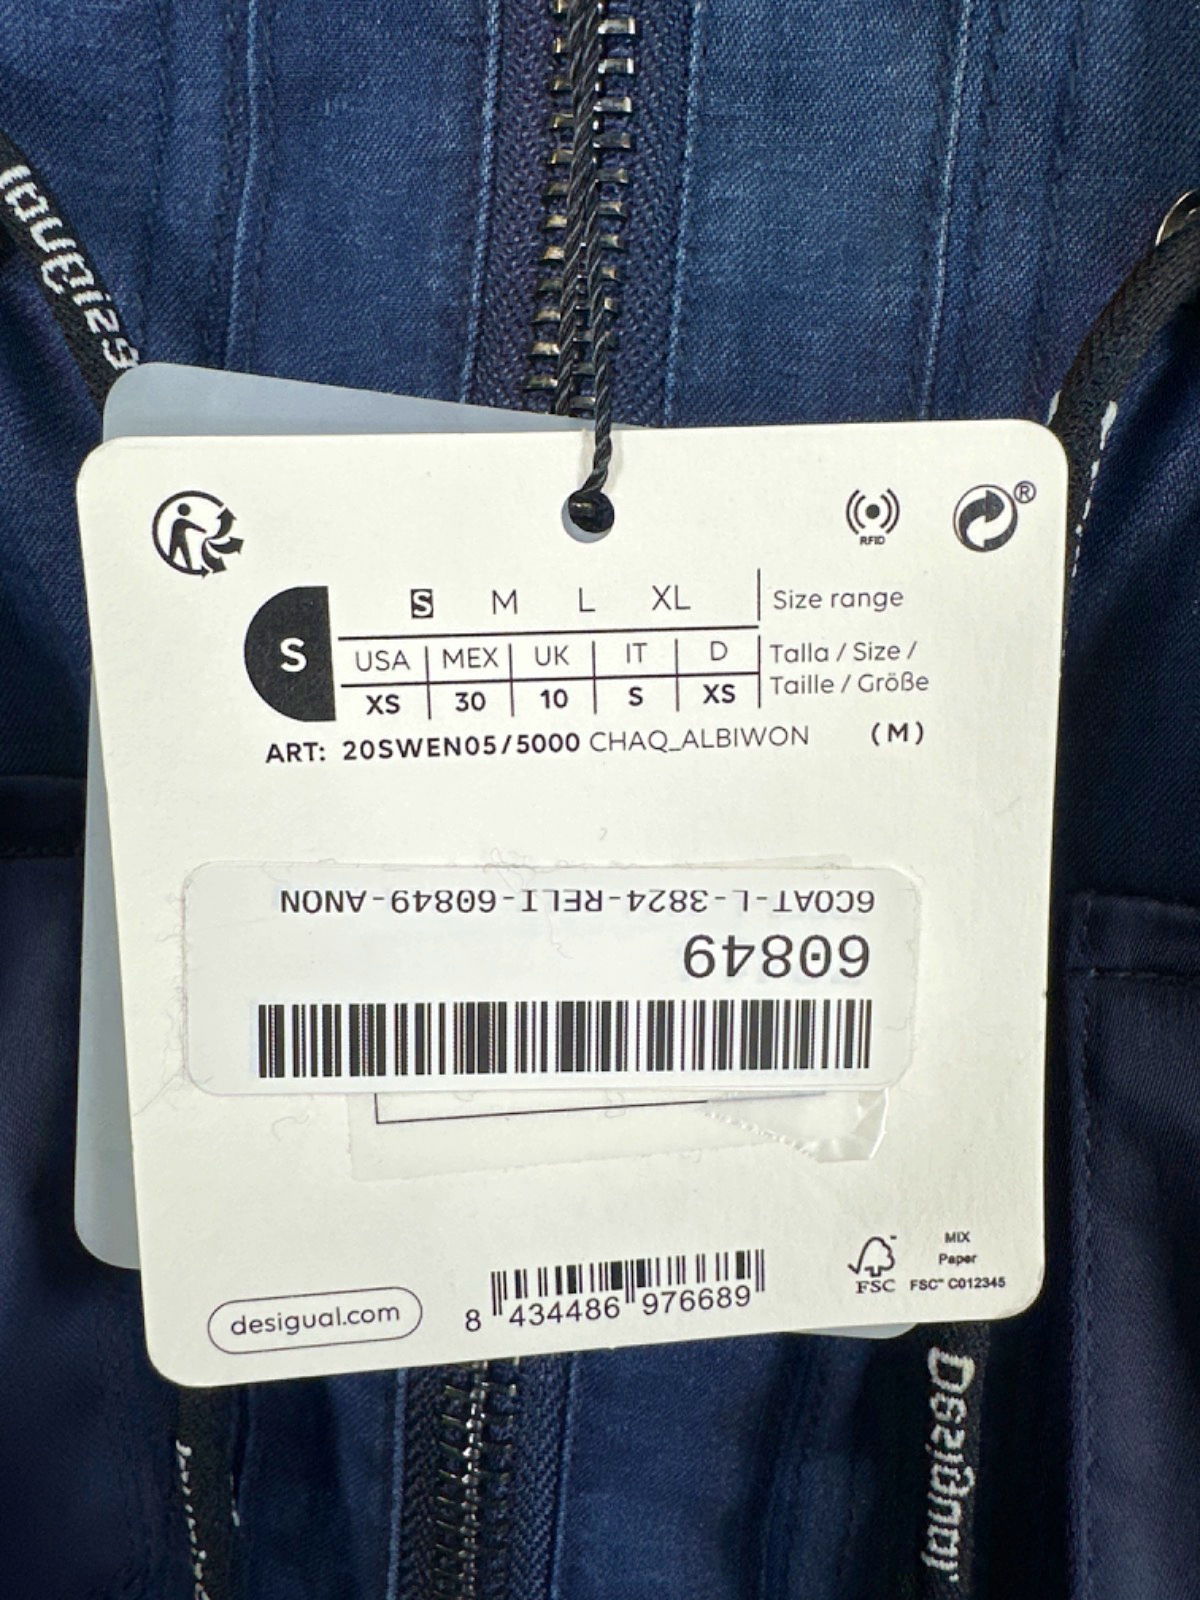 Desigual
®
RFID
S M L XL Size range
S
USA MEX UK IT D Talla / Size /
XS 30 10 S XS Taille / Größe
ART: 20SWEN05/5000 CHAQ_ALBIWON (M)
6COAT-L-3824-RELI-60849-ANON
60849
MIX
Paper
FSC FSC™ C012345
desigual.com
8 434486 976689
Desigual